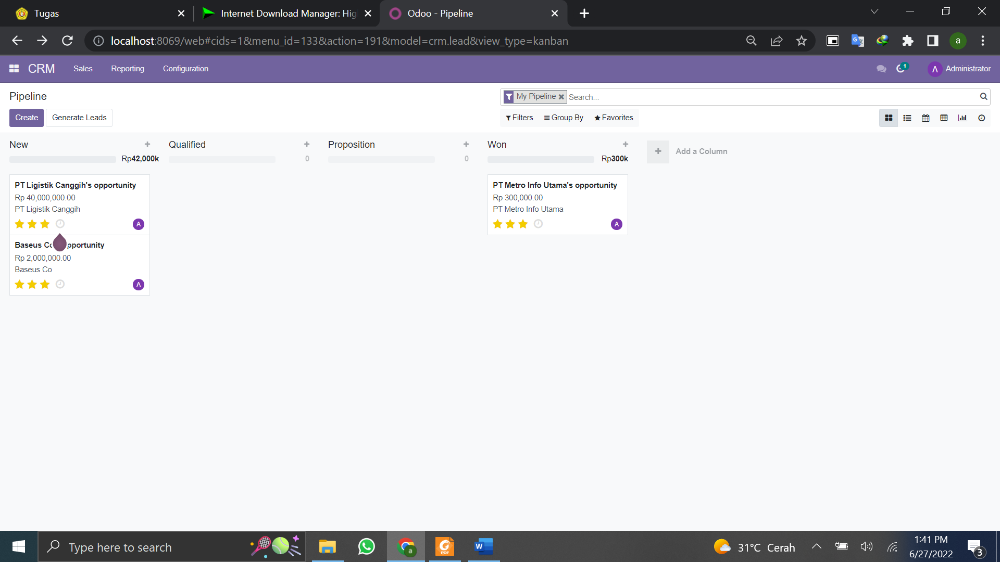 Tugas
Internet Download Manager: Hig
Odoo - Pipeline
localhost:8069/web#cids=1&menu_id=133&action=191&model=crm.lead&view_type=kanban
a
CRM
Sales
Reporting
Configuration
1
A
Administrator
Pipeline
My Pipeline
Search...
Create
Generate Leads
Filters
Group By
Favorites
New
Rp42,000k
Qualified
0
Proposition
0
Won
Rp300k
Add a Column
PT Ligistik Canggih's opportunity
Rp 40,000,000.00
PT Ligistik Canggih
A
Baseus Co pportunity
Rp 2,000,000.00
Baseus Co
A
PT Metro Info Utama's opportunity
Rp 300,000.00
PT Metro Info Utama
A
Type here to search
a
PDF
W
31°C Cerah
1:41 PM
6/27/2022
3